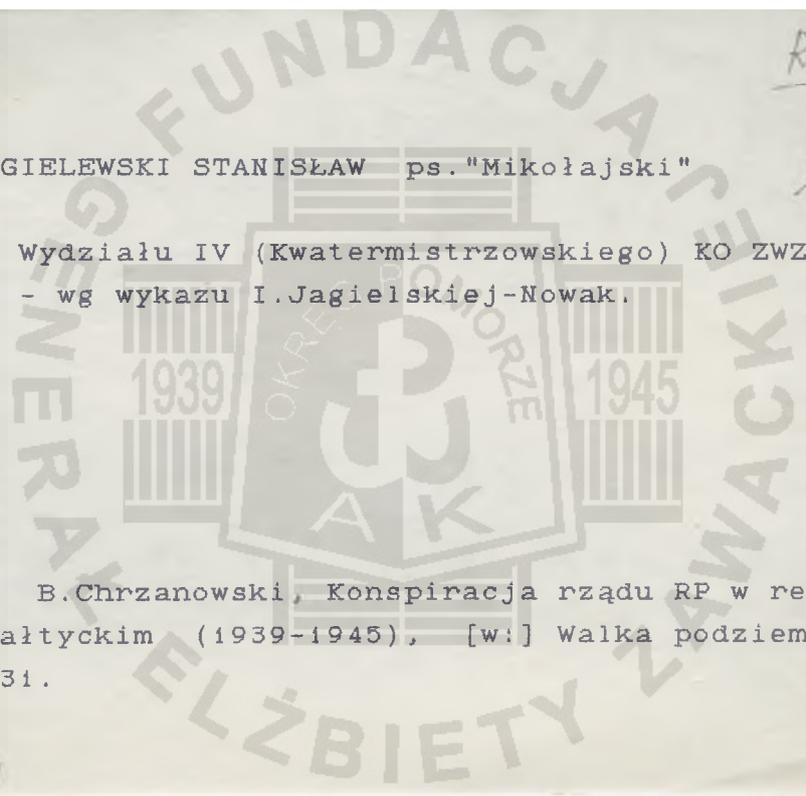 GIELEWSKI STANISŁAW ps."Mikołajski"
Wydziału IV (Kwatermistrzowskiego) KO ZWZ
- wg wykazu I.Jagielskiej-Nowak.
B.Chrzanowski, Konspiracja rządu RP w re
ałtyckim (1939-1945), [w:] Walka podziem
31.
FUNDACJA GENERAŁ ELŻBIETY ZAWACKIEJ
OKRĘG POMORZE
1939
1945
AK